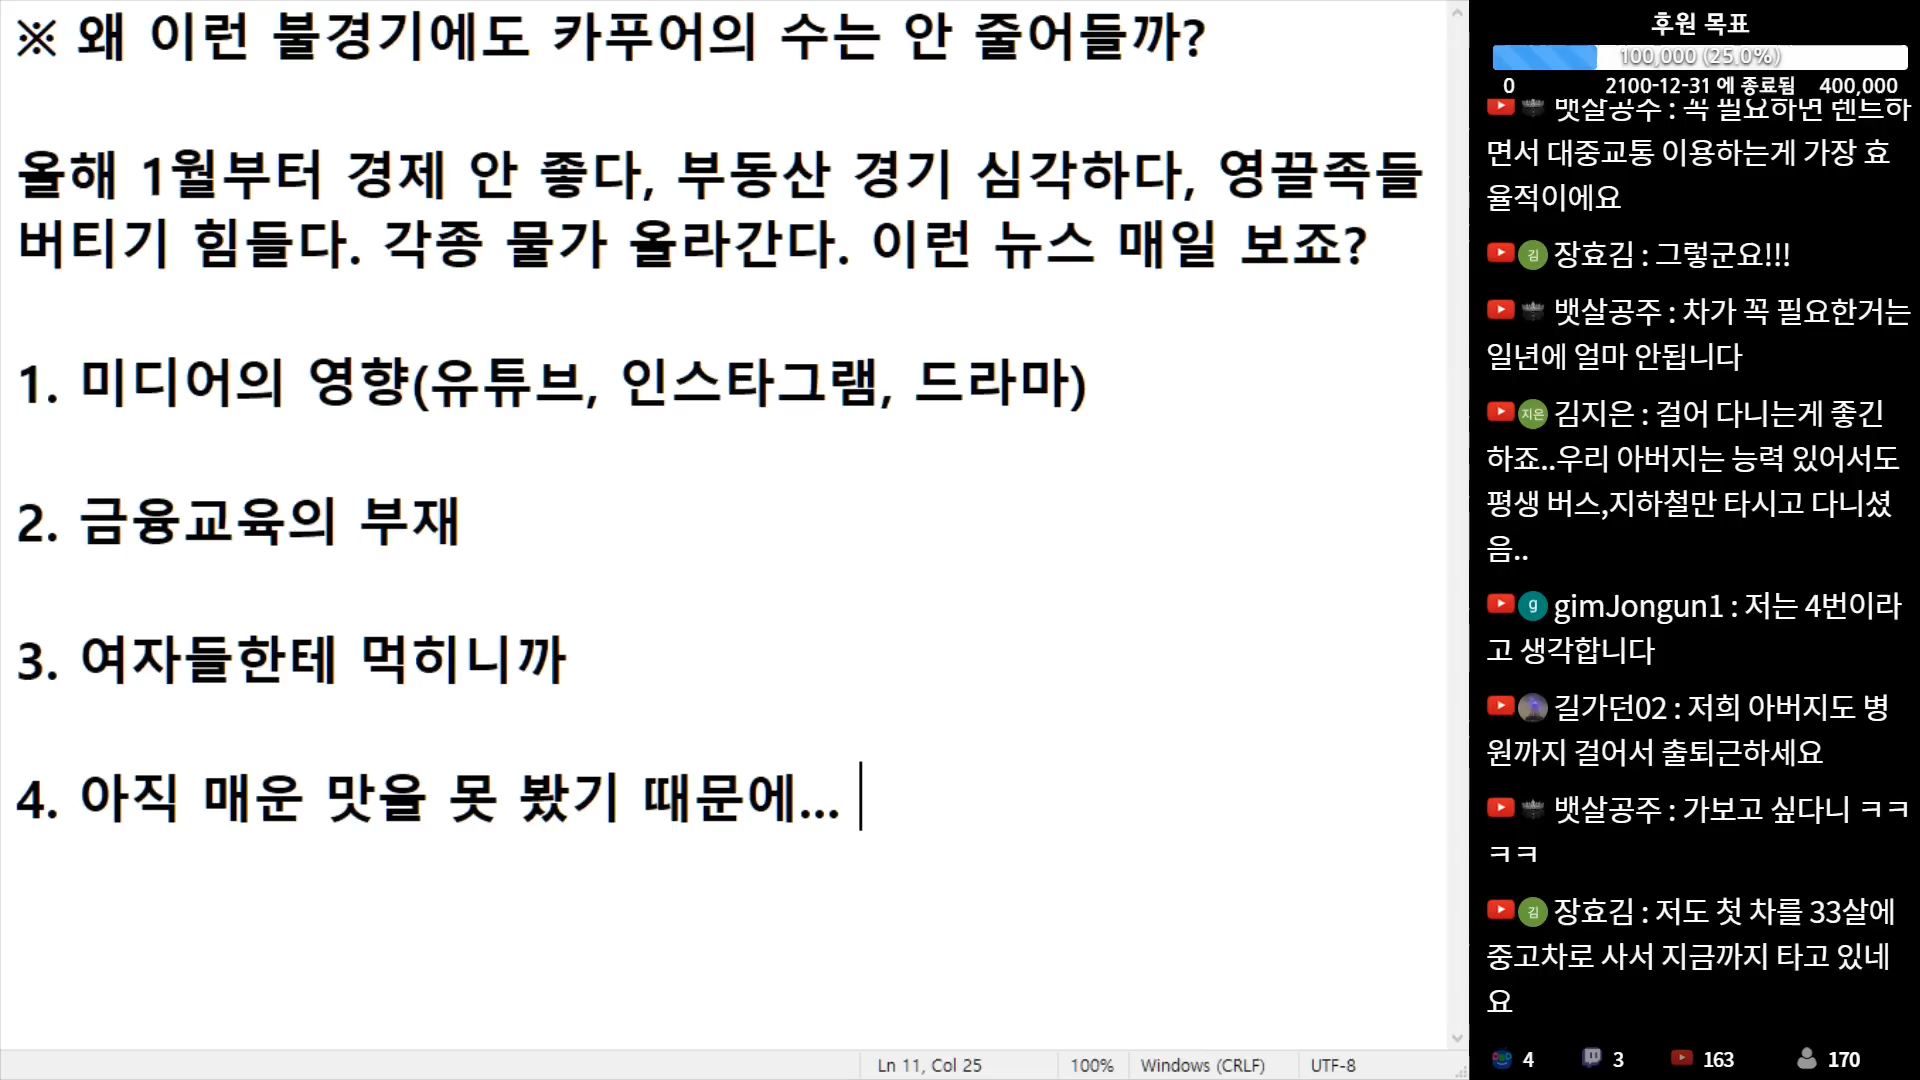 ※ 왜 이런 불경기에도 카푸어의 수는 안 줄어들까?
올해 1월부터 경제 안 좋다, 부동산 경기 심각하다, 영끌족들
버티기 힘들다. 각종 물가 올라간다. 이런 뉴스 매일 보죠?
1. 미디어의 영향(유튜브, 인스타그램, 드라마)
2. 금융교육의 부재
3. 여자들한테 먹히니까
4. 아직 매운 맛을 못 봤기 때문에...
Ln 11, Col 25
100%
Windows (CRLF)
UTF-8
후원 목표
100,000 (25.0%)
0 2100-12-31 에 종료됨 400,000
뱃살공주 : 꼭 필요하면 렌트하
면서 대중교통 이용하는게 가장 효
율적이에요
김 장효김 : 그렇군요!!!
뱃살공주 : 차가 꼭 필요한거는
일년에 얼마 안됩니다
지은 김지은 : 걸어 다니는게 좋긴
하죠..우리 아버지는 능력 있어서도
평생 버스,지하철만 타시고 다니셨
음..
g gimJongun1 : 저는 4번이라
고 생각합니다
길가던02 : 저희 아버지도 병
원까지 걸어서 출퇴근하세요
뱃살공주 : 가보고 싶다니 ㅋㅋ
ㅋㅋ
김 장효김 : 저도 첫 차를 33살에
중고차로 사서 지금까지 타고 있네
요
4 3 163 170